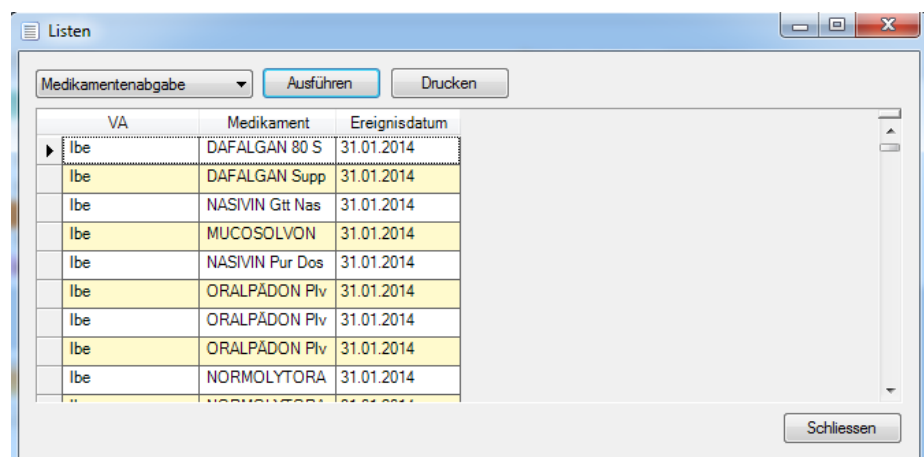 Listen
Medikamentenabgabe Ausführen Drucken
VA Medikament Ereignisdatum
Ibe DAFALGAN 80 S 31.01.2014
Ibe DAFALGAN Supp 31.01.2014
Ibe NASIVIN Gtt Nas 31.01.2014
Ibe MUCOSOLVON 31.01.2014
Ibe NASIVIN Pur Dos 31.01.2014
Ibe ORALPÄDON Plv 31.01.2014
Ibe ORALPÄDON Plv 31.01.2014
Ibe ORALPÄDON Plv 31.01.2014
Ibe NORMOLYTORA 31.01.2014
Schliessen